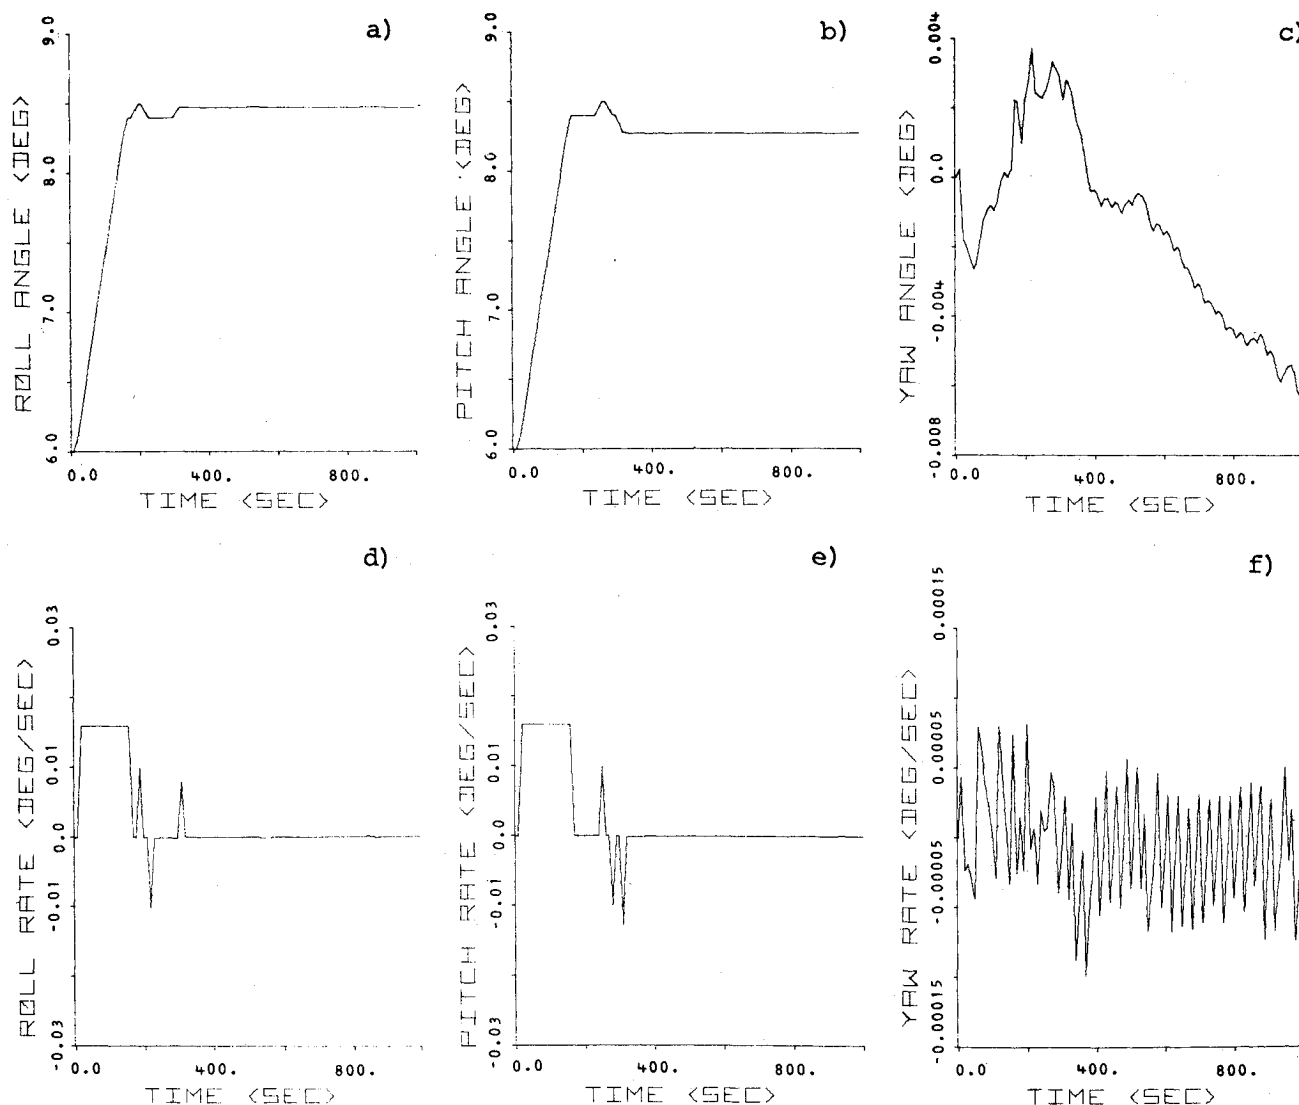 a)
9.0
8.0
7.0
6.0
ROLL ANGLE <DEG>
0.0 400. 800.
TIME <SEC>
b)
9.0
8.0
7.0
6.0
PITCH ANGLE <DEG>
0.0 400. 800.
TIME <SEC>
c)
0.004
0.0
-0.004
-0.008
YAW ANGLE <DEG>
0.0 400. 800.
TIME <SEC>
d)
0.03
0.01
0.0
-0.01
-0.03
ROLL RATE <DEG/SEC>
0.0 400. 800.
TIME <SEC>
e)
0.03
0.01
0.0
-0.01
-0.03
PITCH RATE <DEG/SEC>
0.0 400. 800.
TIME <SEC>
f)
0.00015
0.00005
-0.00005
-0.00015
YAW RATE <DEG/SEC>
0.0 400. 800.
TIME <SEC>